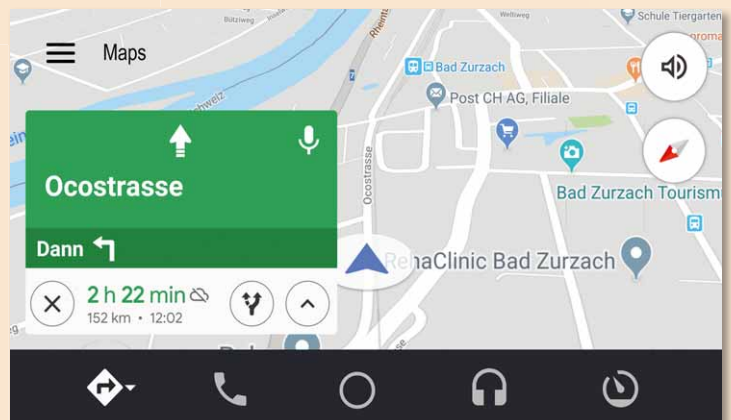 Weltiweg
Schule Tiergarten
Maps
Bad Zurzach
Post CH AG, Filiale
Ocostrasse
Ocostrasse
Bad Zurzach Tourism
Dann
RehaClinic Bad Zurzach
2 h 22 min
152 km • 12:02